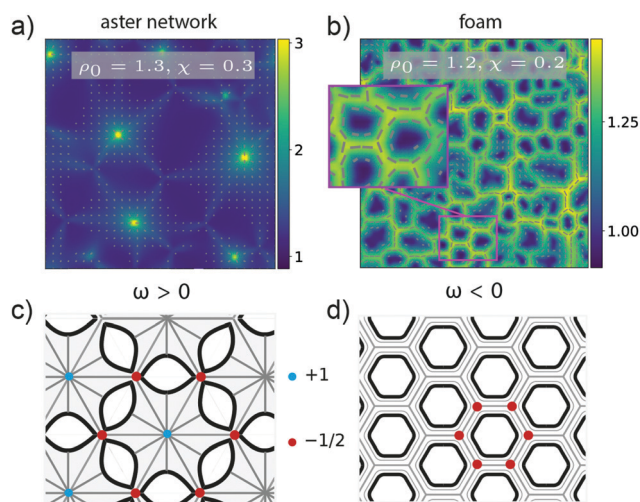 a) aster network
b) foam
ρ₀ = 1.3, χ = 0.3
3
2
1
ρ₀ = 1.2, χ = 0.2
1.25
1.00
c) ω > 0
d) ω < 0
+1
−1/2